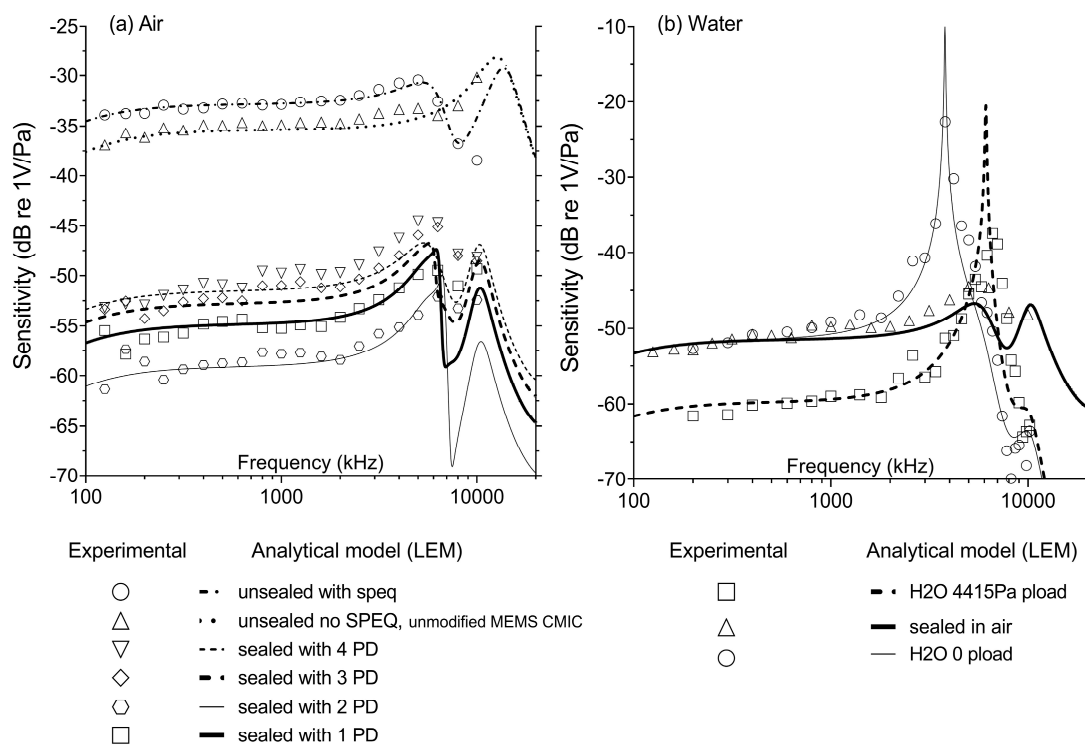 (a) Air
(b) Water
Sensitivity (dB re 1V/Pa)
-25
-30
-35
-40
-45
-50
-55
-60
-65
-70
Frequency (kHz)
100
1000
10000
Sensitivity (dB re 1V/Pa)
-10
-20
-30
-40
-50
-60
-70
Frequency (kHz)
100
1000
10000
Experimental Analytical model (LEM)
unsealed with speq
unsealed no SPEQ, unmodified MEMS CMIC
sealed with 4 PD
sealed with 3 PD
sealed with 2 PD
sealed with 1 PD
Experimental Analytical model (LEM)
H2O 4415Pa pload
sealed in air
H2O 0 pload